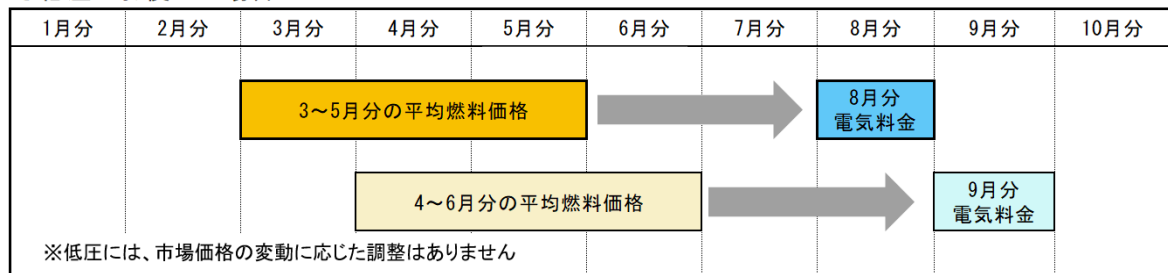 1月分 2月分 3月分 4月分 5月分 6月分 7月分 8月分 9月分 10月分
3～5月分の平均燃料価格
8月分
電気料金
4～6月分の平均燃料価格
9月分
電気料金
※低圧には、市場価格の変動に応じた調整はありません